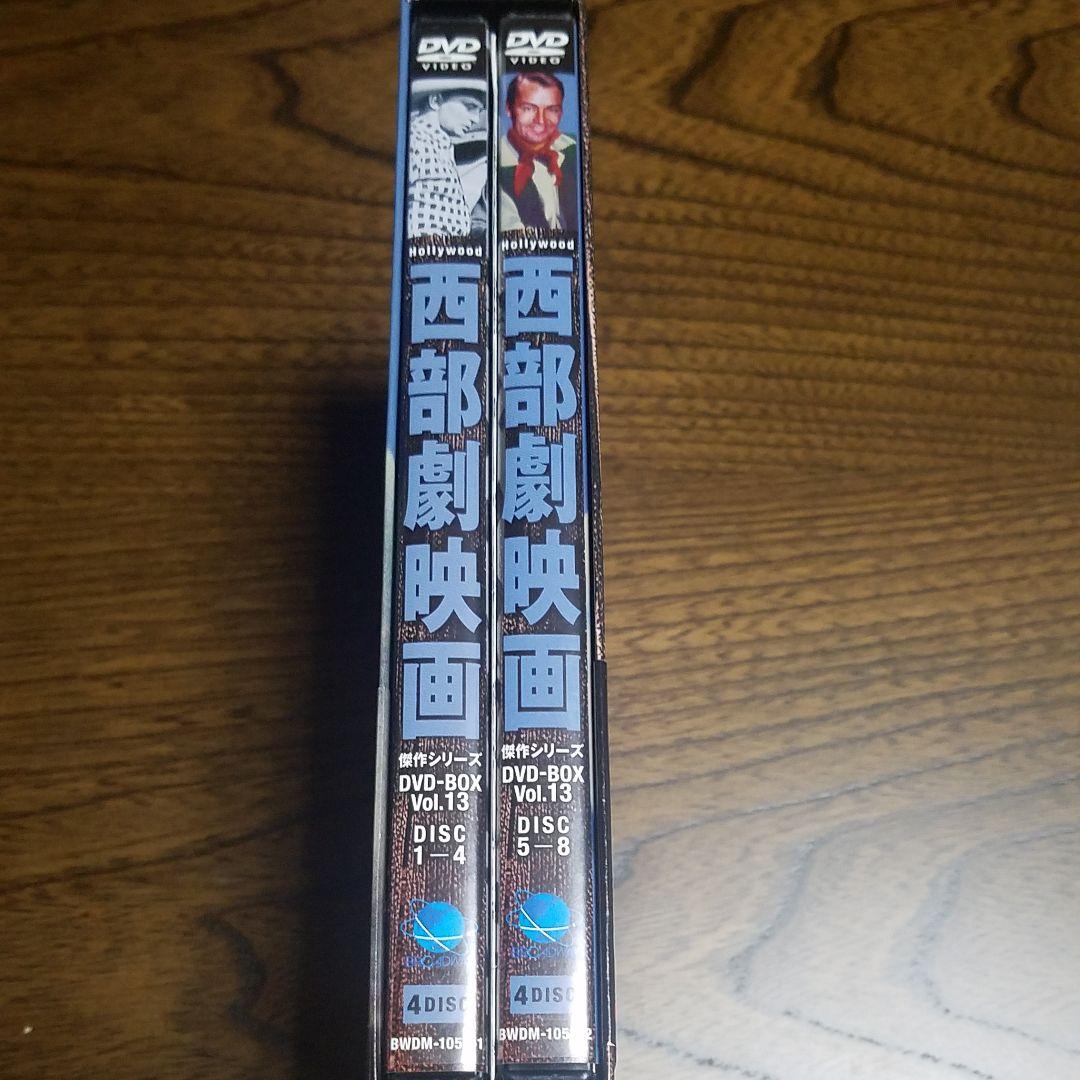 DVD
VIDEO
Hollywood
西部劇映画
傑作シリーズ
DVD-BOX
Vol.13
DISC
1-4
4DISC
DVD
VIDEO
Hollywood
西部劇映画
傑作シリーズ
DVD-BOX
Vol.13
DISC
5-8
4DISC